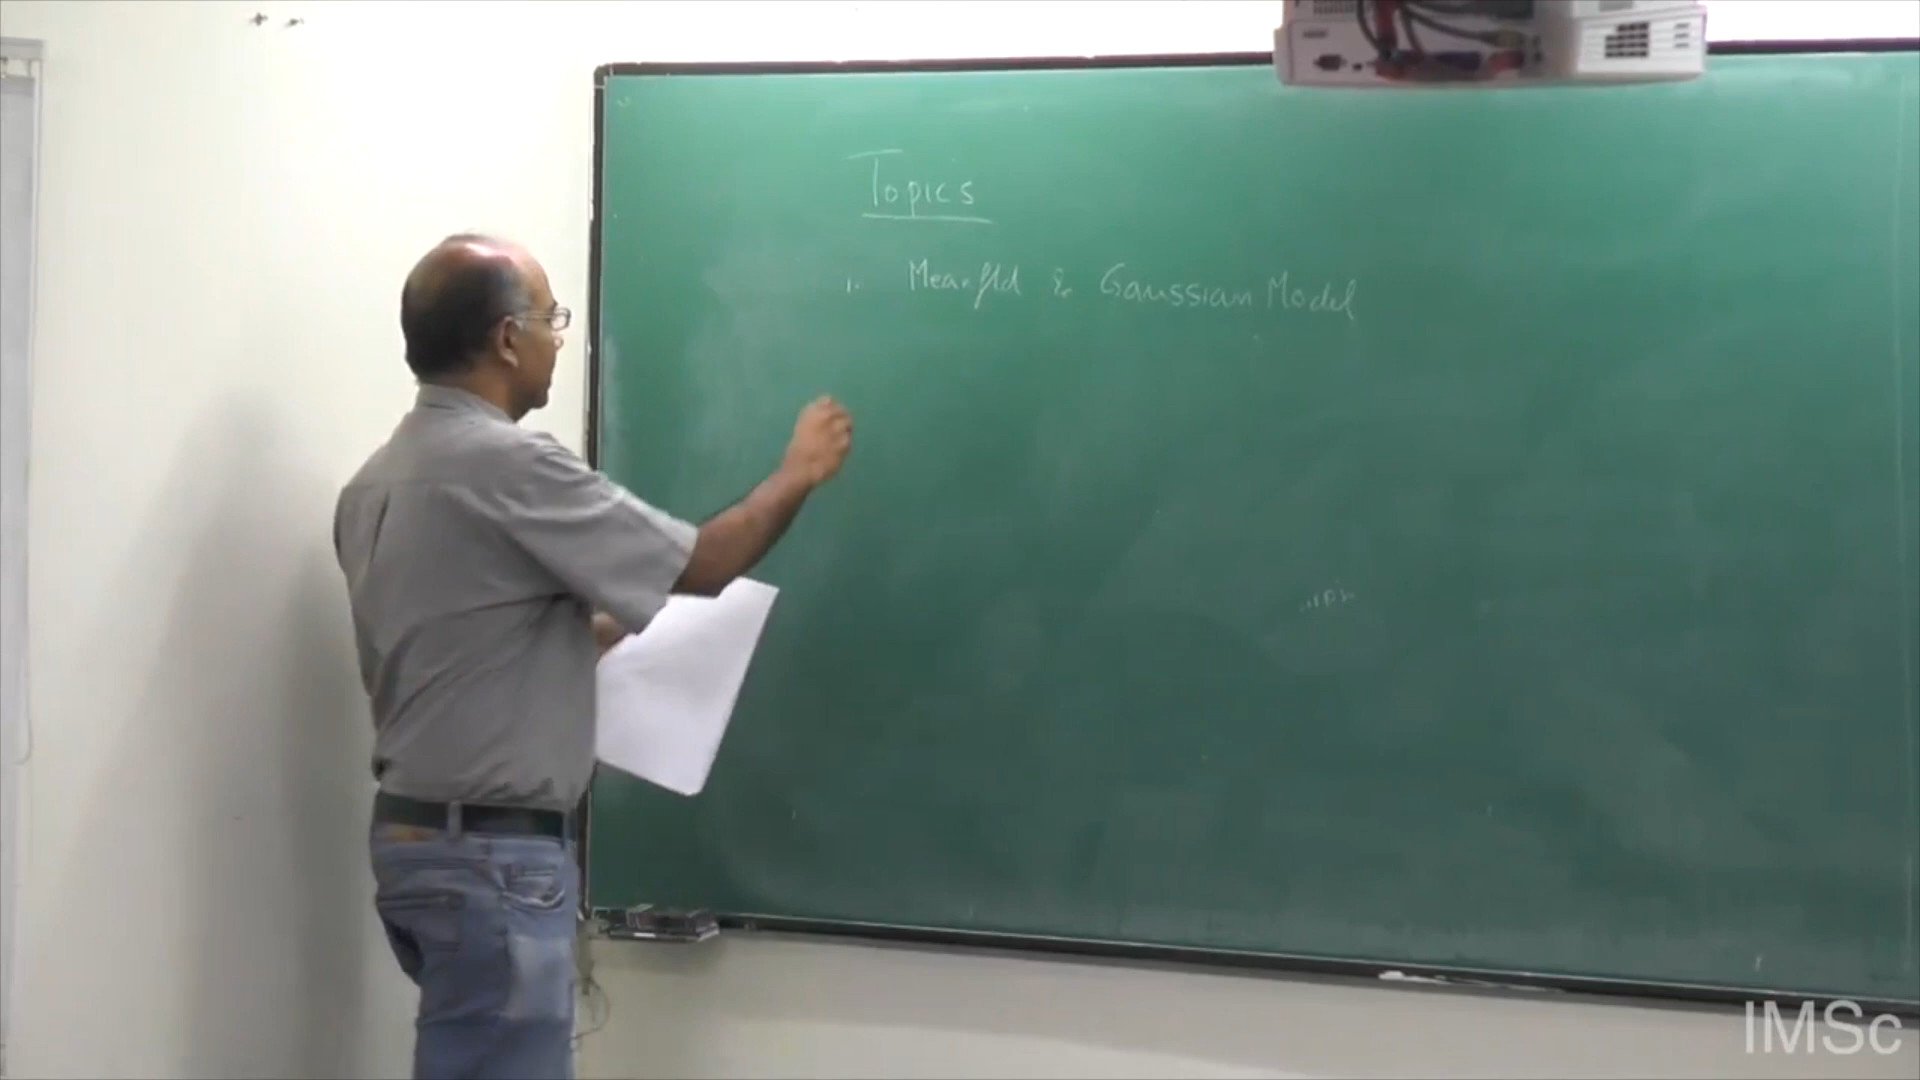 Topics
1. Meanfld & Gaussian Model
IMSc